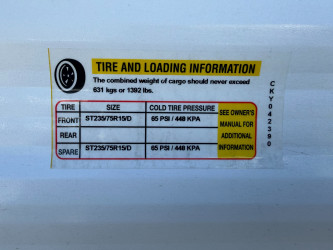 TIRE AND LOADING INFORMATION
The combined weight of cargo should never exceed
631 kgs or 1392 lbs.
TIRE SIZE COLD TIRE PRESSURE
FRONT ST235/75R15/D 65 PSI / 448 KPA
REAR
SPARE ST235/75R15/D 65 PSI / 448 KPA
SEE OWNER'S
MANUAL FOR
ADDITIONAL
INFORMATION
CKY042390